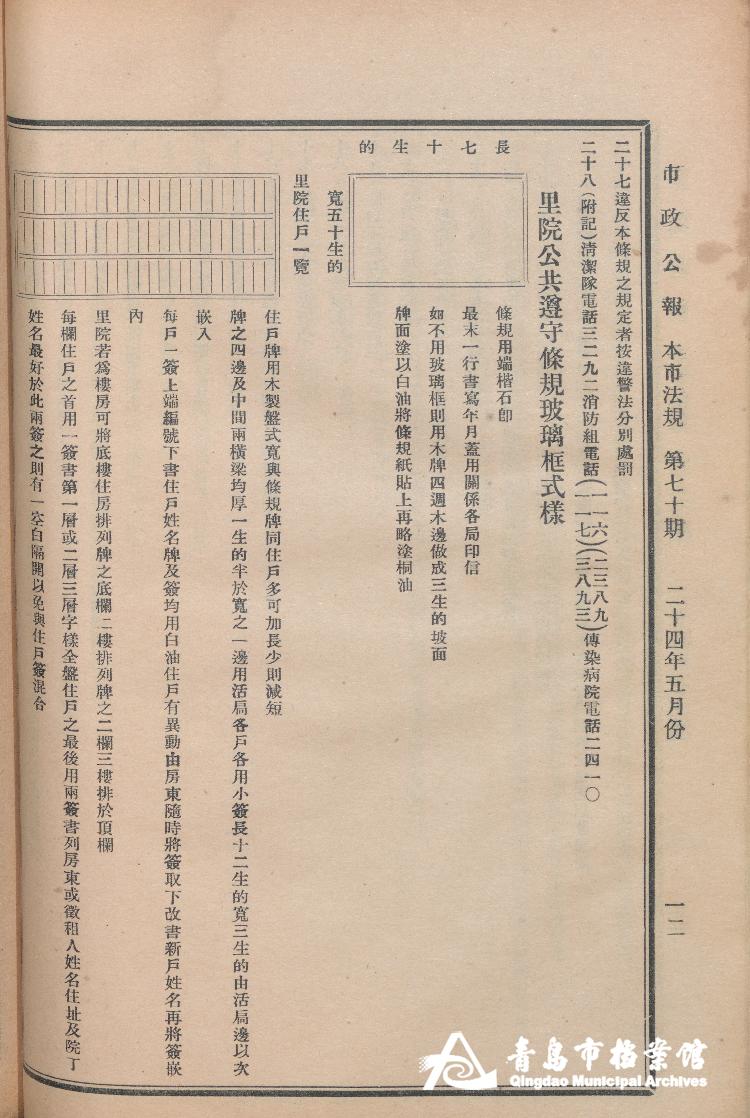 市政公報 本市法規 第七十期 二十四年五月份 一二
二十七違反本條規之規定者按違警法分別處罰
二十八(附記)清潔隊電話三二九二消防組電話(一一六)(二三八九)(一一七)(三八九三)傳染病院電話二四一〇
里院公共遵守條規玻璃框式樣
長七十生的
條規用端楷石印
最末一行書寫年月蓋用關係各局印信
如不用玻璃框則用木牌四週木邊做成三生的坡面
牌面塗以白油將條規紙貼上再略塗桐油
寬五十生的
里院住戶一覽
住戶牌用木製盤式寬與條規牌同住戶多可加長少則減短
牌之四邊及中間兩橫梁均厚一生的半於寬之一邊用活扃各戶各用小簽長十二生的寬三生的由活扃邊以次
嵌入
每戶一簽上端編號下書住戶姓名牌及簽均用白油住戶有異動由房東隨時將簽取下改書新戶姓名再將簽嵌
內
里院若爲樓房可將底樓住房排列牌之底欄二樓排列牌之二欄三樓排於頂欄
每欄住戶之首用一簽書第一層或二層三層字樣全盤住戶之最後用兩簽書列房東或徵租人姓名住址及院丁
姓名最好於此兩簽之則有一空白隔開以免與住戶簽混合
青島市檔案館
Qingdao Municipal Archives